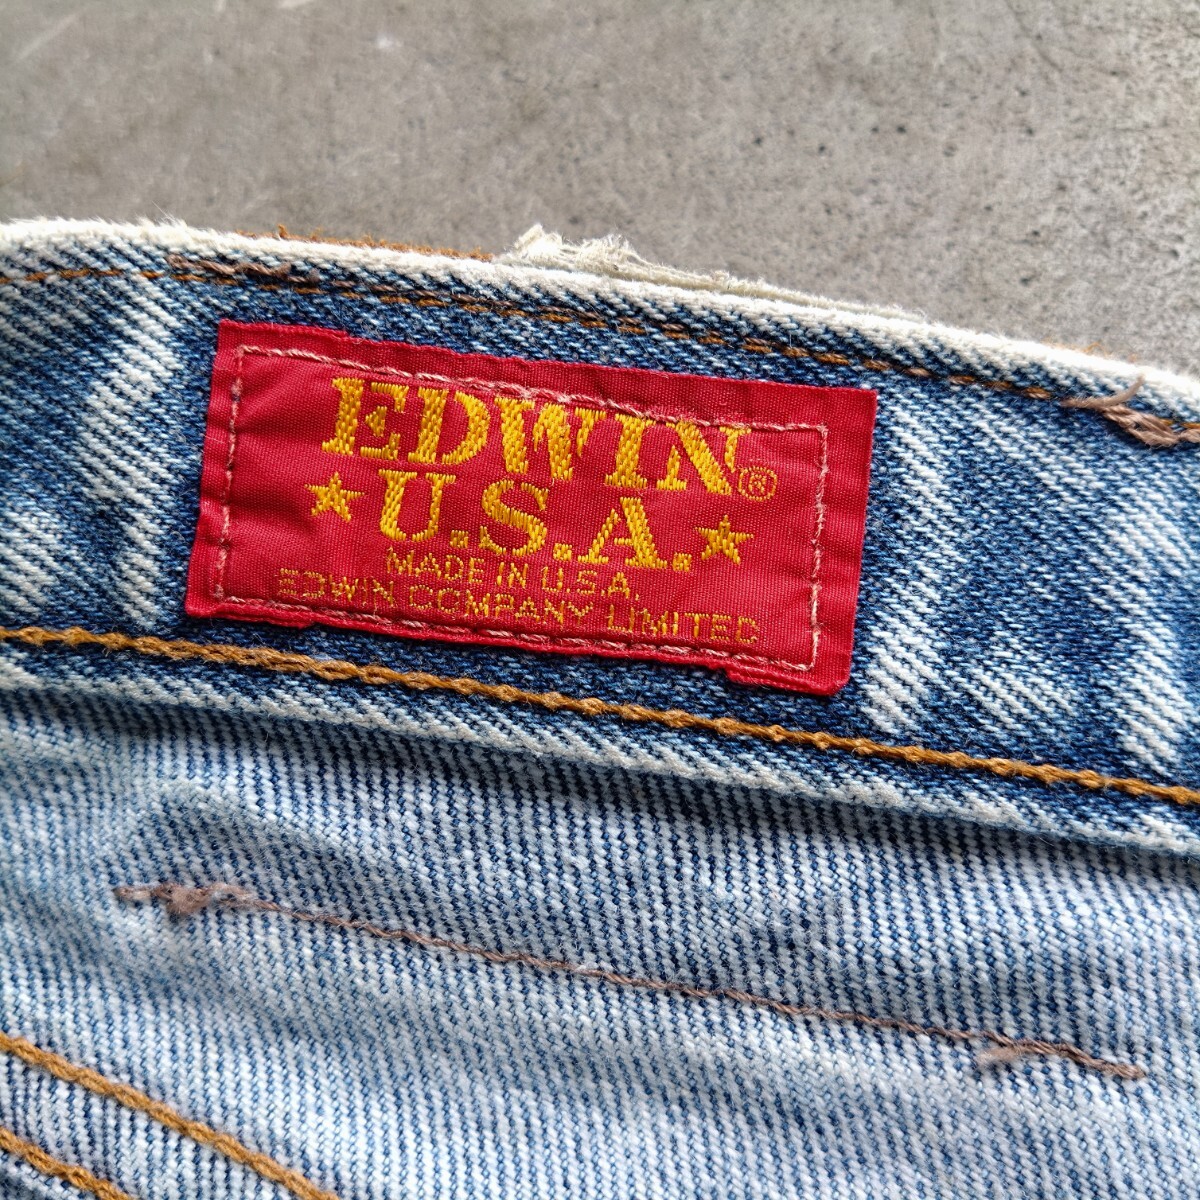 EDWIN®
★U.S.A.★
MADE IN U.S.A.
EDWIN COMPANY LIMITED